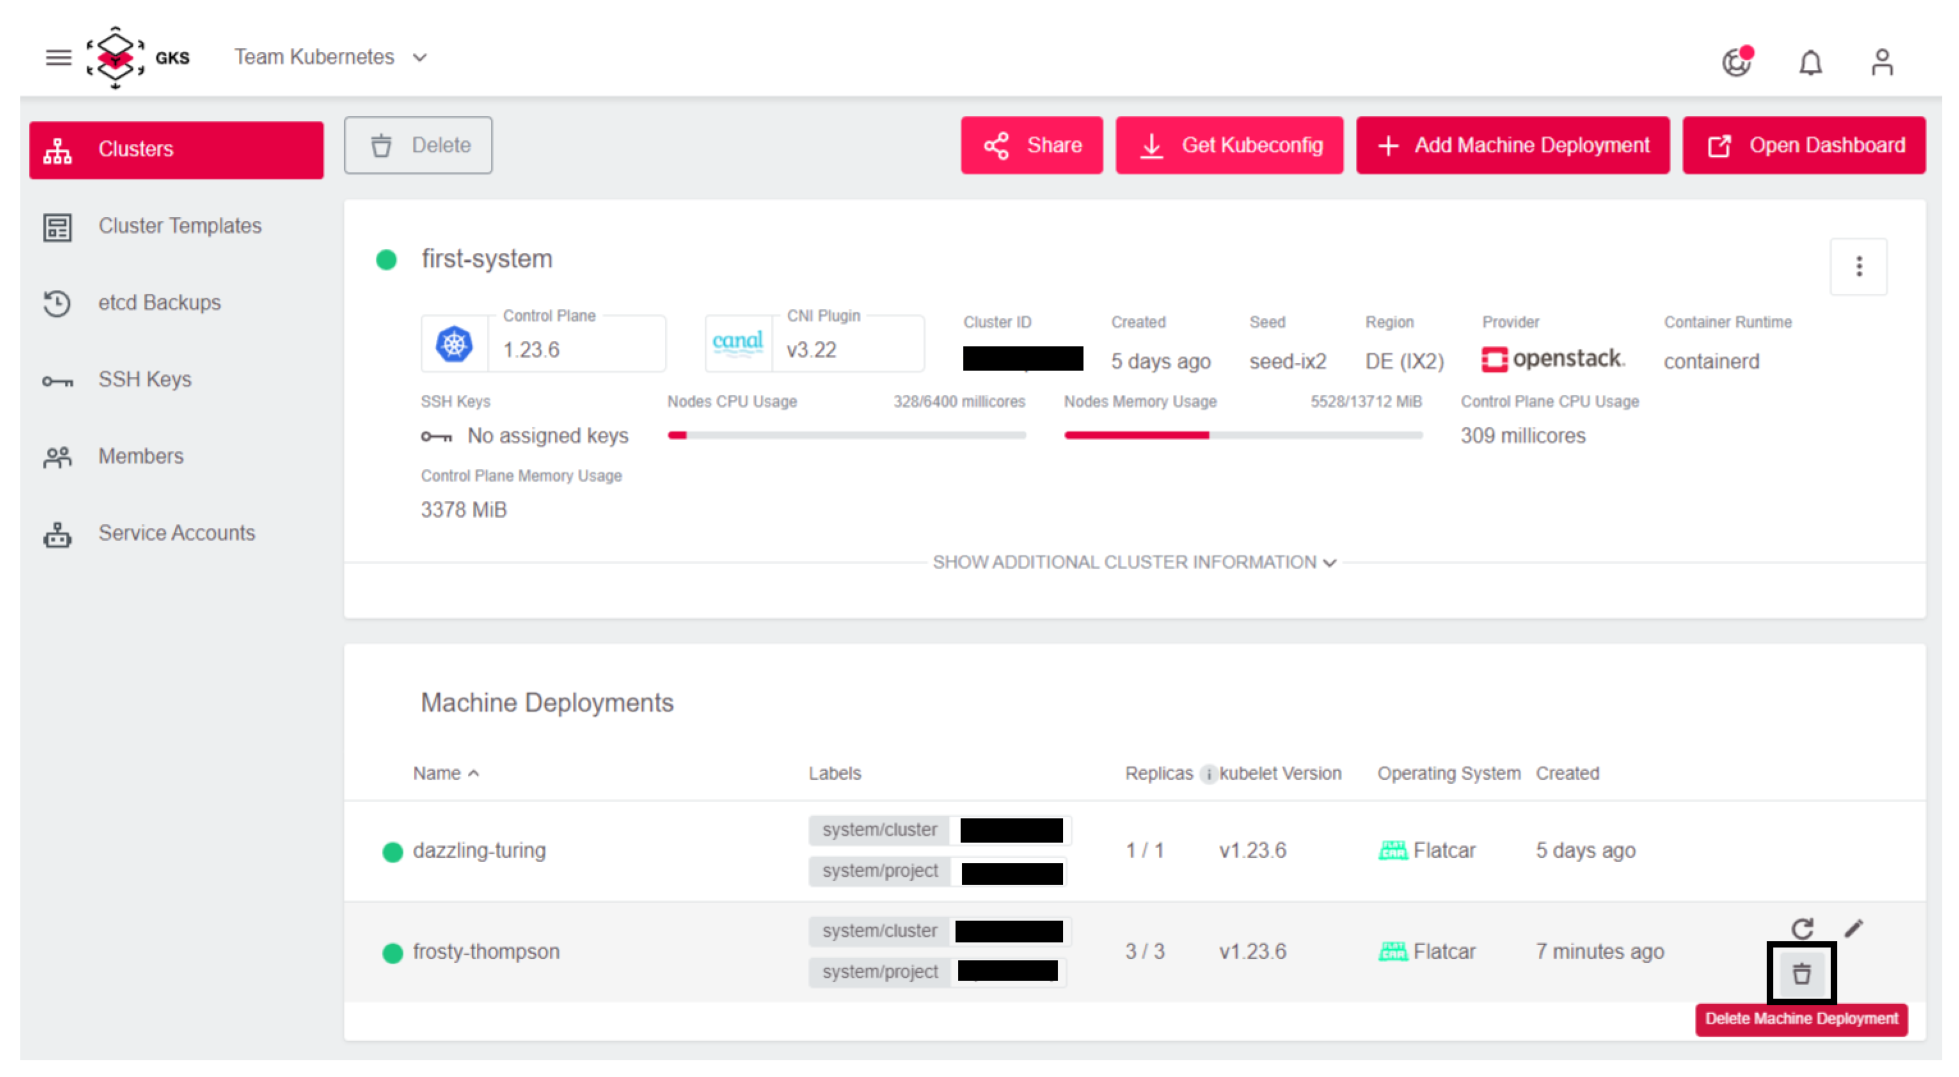 GKS Team Kubernetes
Clusters
Cluster Templates
etcd Backups
SSH Keys
Members
Service Accounts
Delete Share Get Kubeconfig Add Machine Deployment Open Dashboard
first-system
Control Plane CNI Plugin Cluster ID Created Seed Region Provider Container Runtime
1.23.6 canal v3.22 5 days ago seed-ix2 DE (IX2) openstack. containerd
SSH Keys Nodes CPU Usage 328/6400 millicores Nodes Memory Usage 5528/13712 MiB Control Plane CPU Usage
No assigned keys 309 millicores
Control Plane Memory Usage
3378 MiB
SHOW ADDITIONAL CLUSTER INFORMATION
Machine Deployments
Name Labels Replicas i kubelet Version Operating System Created
system/cluster
dazzling-turing 1 / 1 v1.23.6 Flatcar 5 days ago
system/project
system/cluster
frosty-thompson 3 / 3 v1.23.6 Flatcar 7 minutes ago
system/project
Delete Machine Deployment